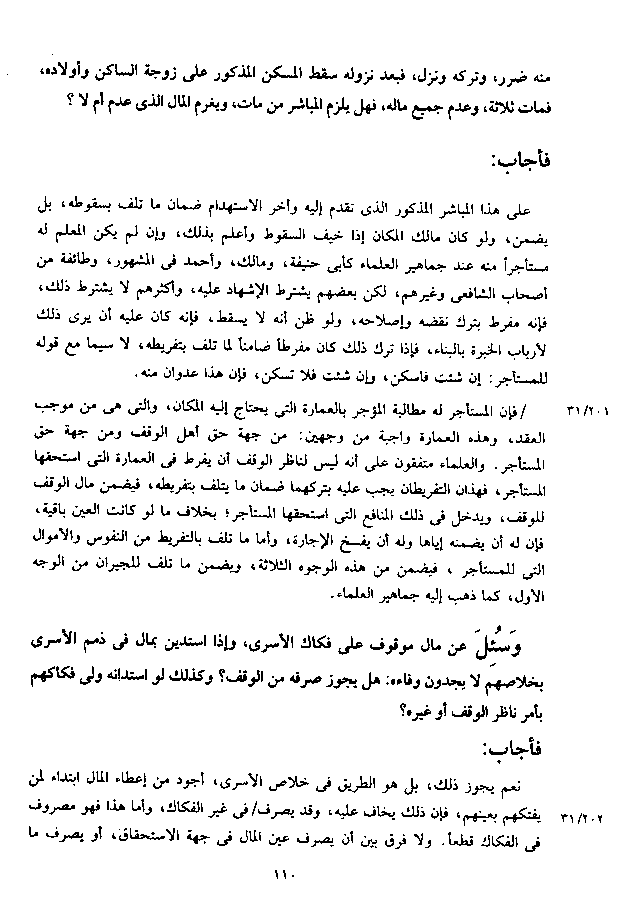 منه ضرر، وتركه ونزل، فبعد نزوله سقط المسكن المذكور على زوجة الساكن وأولاده،
فمات ثلاثة، وعدم جميع ماله، فهل يلزم المباشر من مات، ويغرم المال الذى عدم أم لا ؟
فأجاب:
على هذا المباشر المذكور الذى تقدم إليه وأخر الاستهدام ضمان ما تلف بسقوطه، بل
يضمن، ولو كان مالك المكان إذا خيف السقوط وأعلم بذلك، وإن لم يكن المعلم له
مستأجراً منه عند جماهير العلماء كأبى حنيفة، ومالك، وأحمد فى المشهور، وطائفة من
أصحاب الشافعى وغيرهم، لكن بعضهم يشترط الإشهاد عليه، وأكثرهم لا يشترط ذلك،
فإنه مفرط بترك نقضه وإصلاحه، ولو ظن أنه لا يسقط، فإنه كان عليه أن يرى ذلك
لأرباب الخبرة بالبناء، فإذا ترك ذلك كان مفرطاً ضامناً لما تلف بتفريطه، لا سيما مع قوله
للمستأجر: إن شئت فاسكن، وإن شئت فلا تسكن، فإن هذا عدوان منه.
٣١/٢٠١ / فإن المستأجر له مطالبة المؤجر بالعمارة التى يحتاج إليه المكان، والتى هى من موجب
العقد، وهذه العمارة واجبة من وجهين: من جهة حق أهل الوقف ومن جهة حق
المستأجر. والعلماء متفقون على أنه ليس لناظر الوقف أن يفرط فى العمارة التى استحقها
المستأجر، فهذان التفريطان يجب عليه بتركهما ضمان ما يتلف بتفريطه، فيضمن مال الوقف
للوقف، ويدخل فى ذلك المنافع التى استحقها المستأجر؛ بخلاف ما لو كانت العين باقية،
فإن له أن يضمنه إياها وله أن يفسخ الإجارة، وأما ما تلف بالتفريط من النفوس والأموال
التى للمستأجر ، فيضمن من هذه الوجوه الثلاثة، ويضمن ما تلف للجيران من الوجه
الأول، كما ذهب إليه جماهير العلماء.
وَسُئِلَ عن مال موقوف على فكاك الأسرى، وإذا استدين بمال فى ذمم الأسرى
بخلاصهم لا يجدون وفاءه: هل يجوز صرفه من الوقف؟ وكذلك لو استدانه ولى فكاكهم
بأمر ناظر الوقف أو غيره؟
فأجاب:
نعم يجوز ذلك، بل هو الطريق فى خلاص الأسرى، أجود من إعطاء المال ابتداء لمن
٣١/٢٠٢ يفتكهم بعينهم، فإن ذلك يخاف عليه، وقد يصرف/ فى غير الفكاك، وأما هذا فهو مصروف
فى الفكاك قطعاً. ولا فرق بين أن يصرف عين المال فى جهة الاستحقاق، أو يصرف ما
١١٠